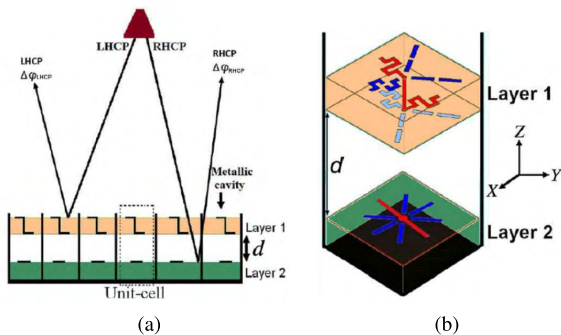 LHCP
Δφ_LHCP
LHCP RHCP
RHCP
Δφ_RHCP
Metallic cavity
Layer 1
d
Layer 2
Unit-cell
(a)
Layer 1
d
Z
Y
X
Layer 2
(b)